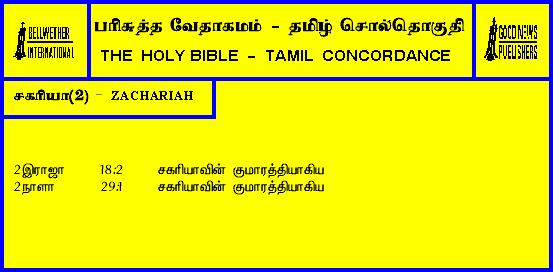 BELLWETHER
INTERNATIONAL
பரிசுத்த வேதாகமம் - தமிழ் சொல்தொகுதி
THE HOLY BIBLE - TAMIL CONCORDANCE
GOOD NEWS
PUBLISHERS
சகரியா(2) - ZACHARIAH
2இராஜா 18:2 சகரியாவின் குமாரத்தியாகிய
2நாளா 29:1 சகரியாவின் குமாரத்தியாகிய